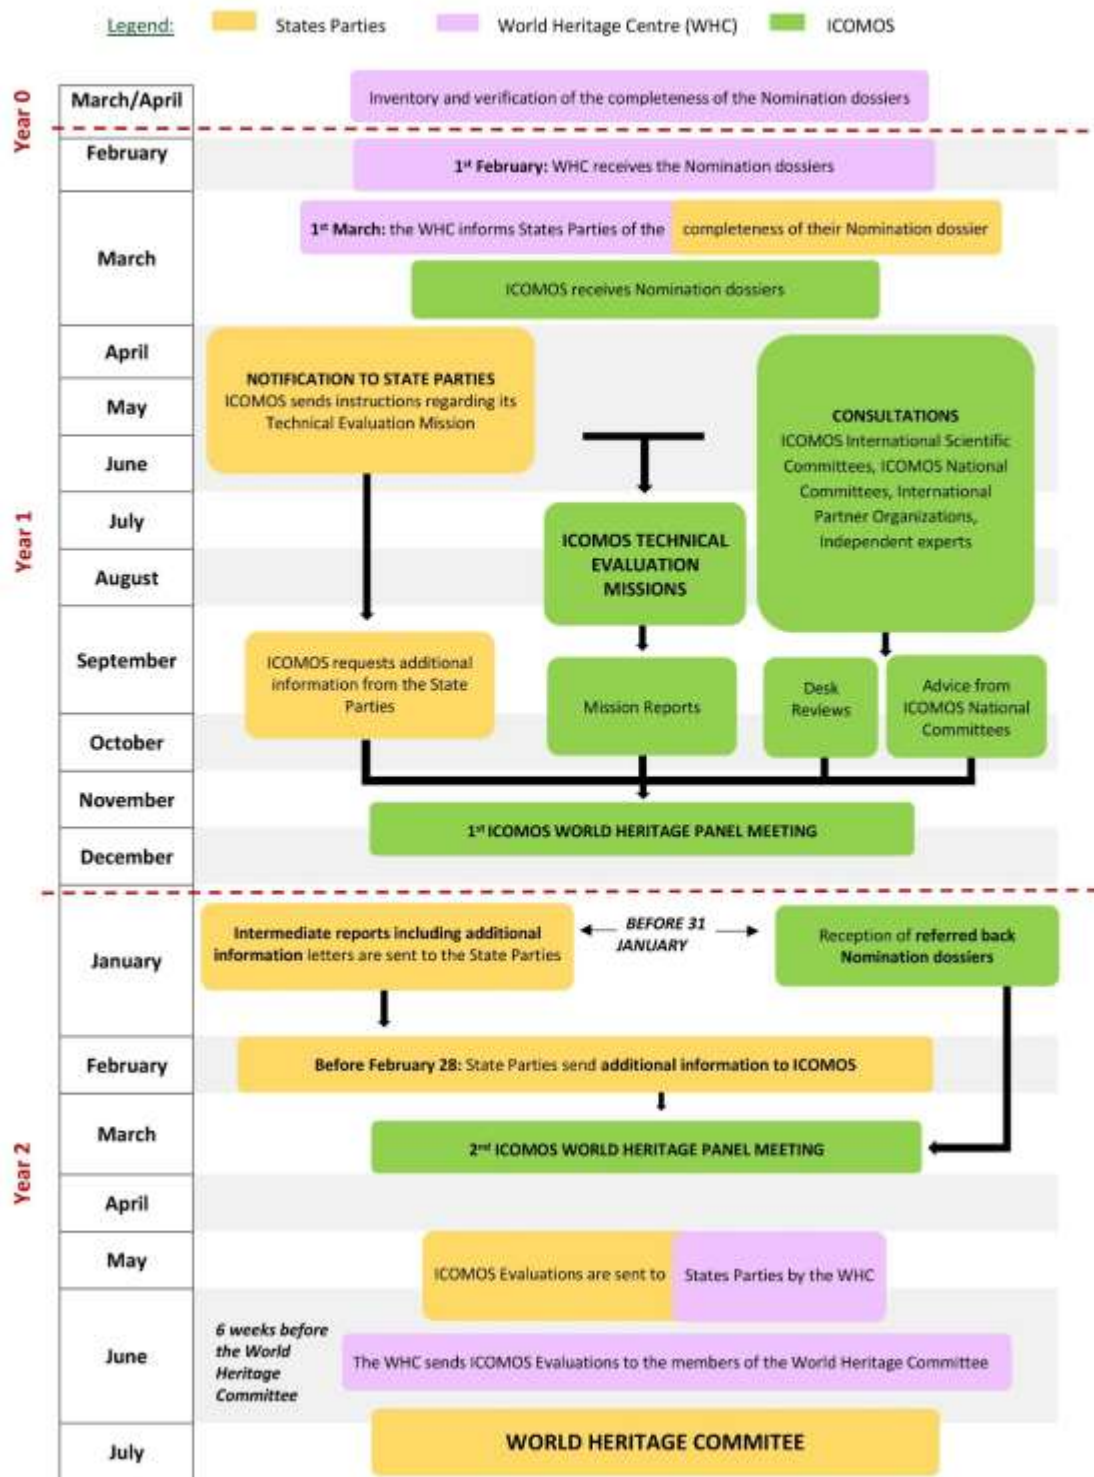 Legend:
States Parties
World Heritage Centre (WHC)
ICOMOS
Year 0
March/April
Inventory and verification of the completeness of the Nomination dossiers
Year 1
February
1st February: WHC receives the Nomination dossiers
March
1st March: the WHC informs States Parties of the completeness of their Nomination dossier
ICOMOS receives Nomination dossiers
April
May
June
July
August
September
October
November
December
NOTIFICATION TO STATE PARTIES
ICOMOS sends instructions regarding its
Technical Evaluation Mission
CONSULTATIONS
ICOMOS International Scientific
Committees, ICOMOS National
Committees, International
Partner Organizations,
Independent experts
ICOMOS TECHNICAL
EVALUATION
MISSIONS
ICOMOS requests additional
information from the State
Parties
Mission Reports
Desk
Reviews
Advice from
ICOMOS National
Committees
1st ICOMOS WORLD HERITAGE PANEL MEETING
Year 2
January
Intermediate reports including additional
information letters are sent to the State Parties
BEFORE 31
JANUARY
Reception of referred back
Nomination dossiers
February
Before February 28: State Parties send additional information to ICOMOS
March
2nd ICOMOS WORLD HERITAGE PANEL MEETING
April
May
ICOMOS Evaluations are sent to States Parties by the WHC
June
6 weeks before
the World
Heritage
Committee
The WHC sends ICOMOS Evaluations to the members of the World Heritage Committee
July
WORLD HERITAGE COMMITEE